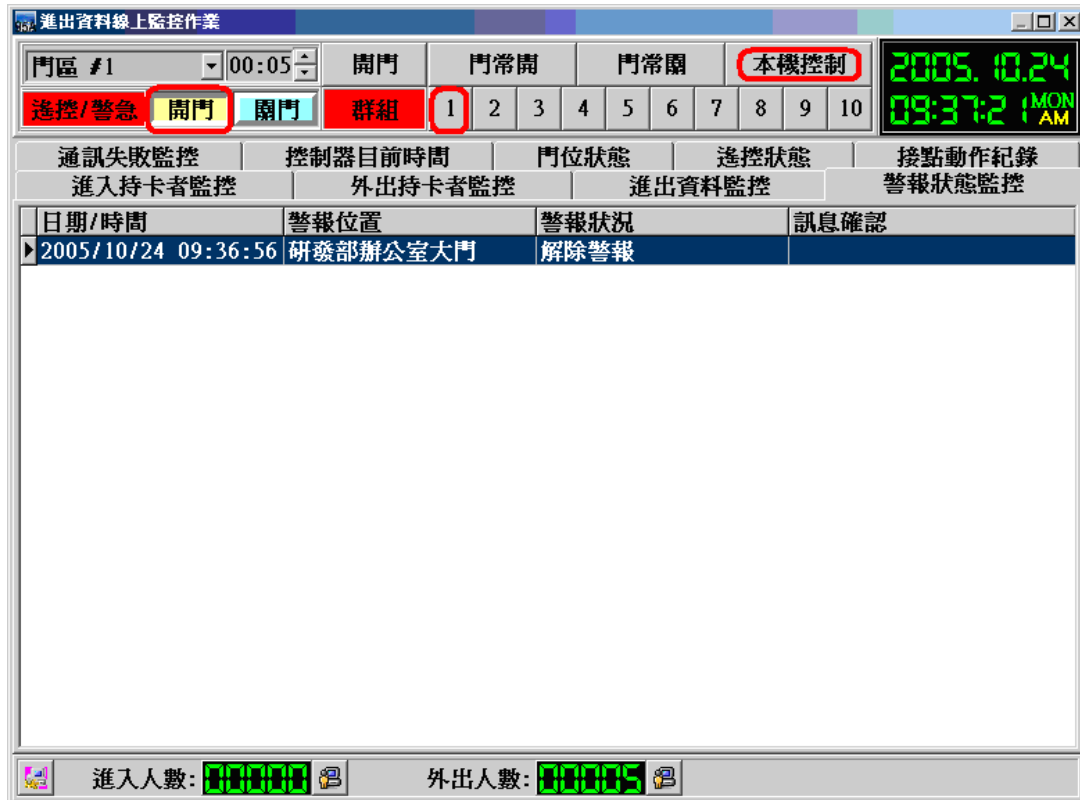 進出資料線上監控作業
門區 #1 00:05 開門 門常開 門常關 本機控制 2005.10.24
遙控/警急 開門 關門 群組 1 2 3 4 5 6 7 8 9 10 09:37:21 MON AM
通訊失敗監控 控制器目前時間 門位狀態 遙控狀態 接點動作紀錄
進入持卡者監控 外出持卡者監控 進出資料監控 警報狀態監控
日期/時間 警報位置 警報狀況 訊息確認
2005/10/24 09:36:56 研發部辦公室大門 解除警報
進入人數: 00000 外出人數: 00005